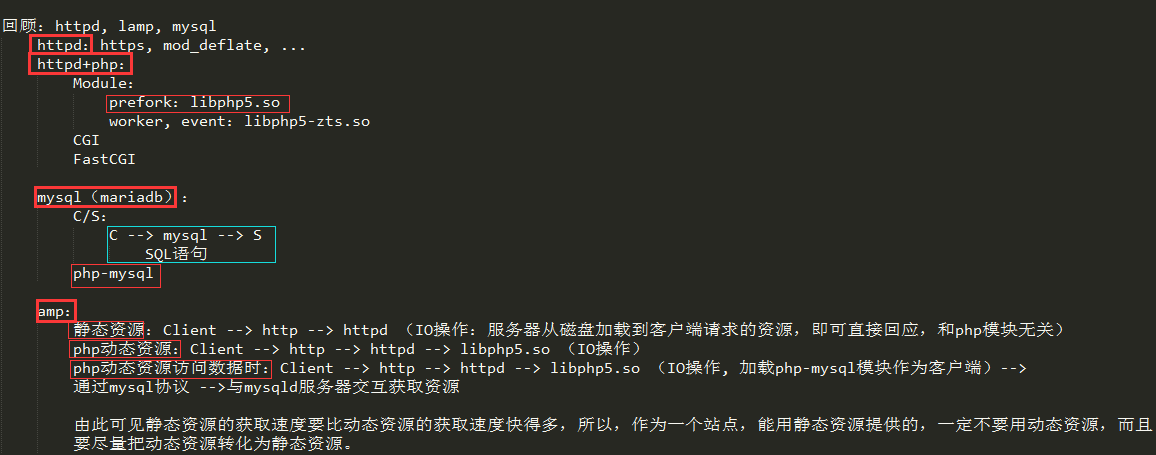 回顾：httpd, lamp, mysql
httpd：https, mod_deflate, ...
httpd+php：
Module：
prefork：libphp5.so
worker, event：libphp5-zts.so
CGI
FastCGI
mysql（mariadb）：
C/S：
C --> mysql --> S
SQL语句
php-mysql
amp：
静态资源：Client --> http --> httpd （IO操作：服务器从磁盘加载到客户端请求的资源，即可直接回应，和php模块无关）
php动态资源：Client --> http --> httpd --> libphp5.so （IO操作）
php动态资源访问数据时：Client --> http --> httpd --> libphp5.so （IO操作, 加载php-mysql模块作为客户端）-->
通过mysql协议 -->与mysqld服务器交互获取资源
由此可见静态资源的获取速度要比动态资源的获取速度快得多，所以，作为一个站点，能用静态资源提供的，一定不要用动态资源，而且
要尽量把动态资源转化为静态资源。